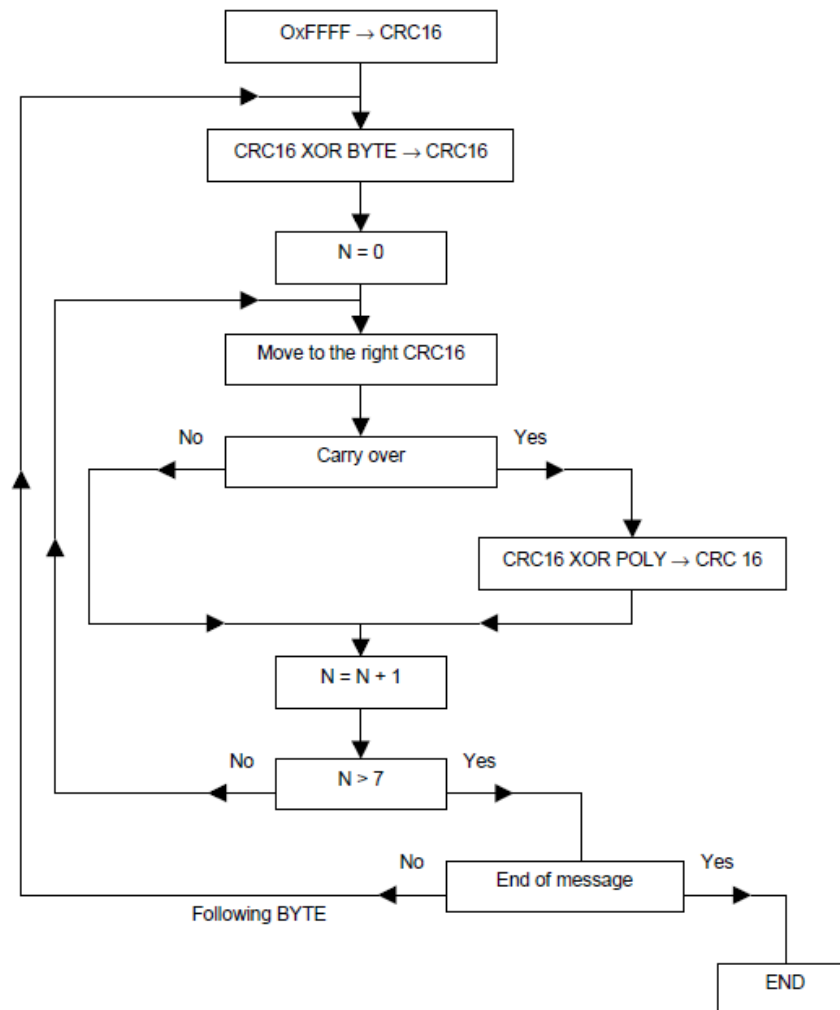 OxFFFF → CRC16
CRC16 XOR BYTE → CRC16
N = 0
Move to the right CRC16
No
Yes
Carry over
CRC16 XOR POLY → CRC 16
N = N + 1
No
Yes
N > 7
No
Yes
End of message
Following BYTE
END